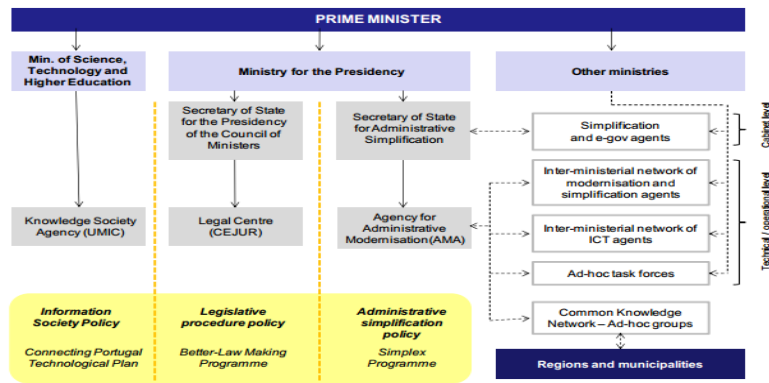 PRIME MINISTER
Min. of Science,
Technology and
Higher Education
Ministry for the Presidency
Other ministries
Secretary of State
for the Presidency
of the Council of
Ministers
Secretary of State
for Administrative
Simplification
Simplification
and e-gov agents
Cabinet level
Inter-ministerial network of
modernisation and
simplification agents
Knowledge Society
Agency (UMIC)
Legal Centre
(CEJUR)
Agency for
Administrative
Modernisation (AMA)
Inter-ministerial network of
ICT agents
Technical / operational level
Ad-hoc task forces
Information
Society Policy
Connecting Portugal
Technological Plan
Legislative
procedure policy
Better-Law Making
Programme
Administrative
simplification
policy
Simplex
Programme
Common Knowledge
Network – Ad-hoc groups
Regions and municipalities